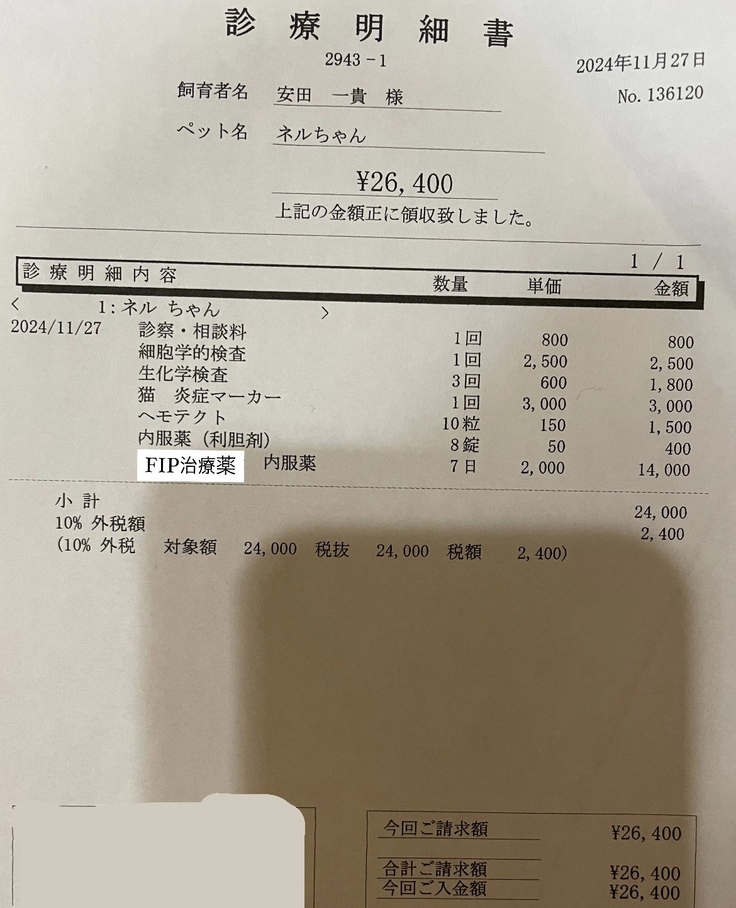 診療明細書
2943-1
2024年11月27日
No. 136120
飼育者名 安田 一貴 様
ペット名 ネルちゃん
¥26,400
上記の金額正に領収致しました。
1 / 1
診療明細内容 数量 単価 金額
< 1:ネル ちゃん >
2024/11/27 診察・相談料 1回 800 800
細胞学的検査 1回 2,500 2,500
生化学検査 3回 600 1,800
猫 炎症マーカー 1回 3,000 3,000
ヘモテクト 10粒 150 1,500
内服薬（利胆剤） 8錠 50 400
FIP治療薬 内服薬 7日 2,000 14,000
小 計 24,000
10% 外税額 2,400
(10% 外税 対象額 24,000 税抜 24,000 税額 2,400)
今回ご請求額 ¥26,400
合計ご請求額 ¥26,400
今回ご入金額 ¥26,400